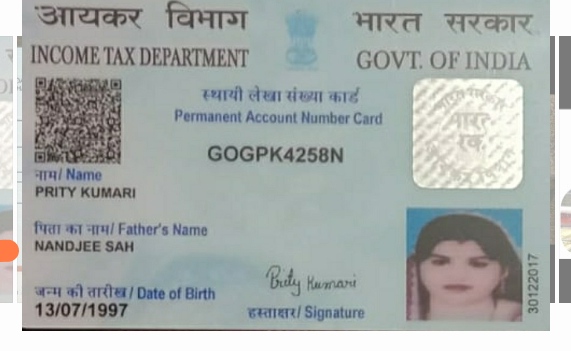 आयकर विभाग
भारत सरकार
INCOME TAX DEPARTMENT
GOVT. OF INDIA
स्थायी लेखा संख्या कार्ड
Permanent Account Number Card
GOGPK4258N
नाम/ Name
PRITY KUMARI
पिता का नाम/ Father's Name
NANDJEE SAH
जन्म की तारीख/ Date of Birth
13/07/1997
Prity Kumari
हस्ताक्षर/ Signature
30122017